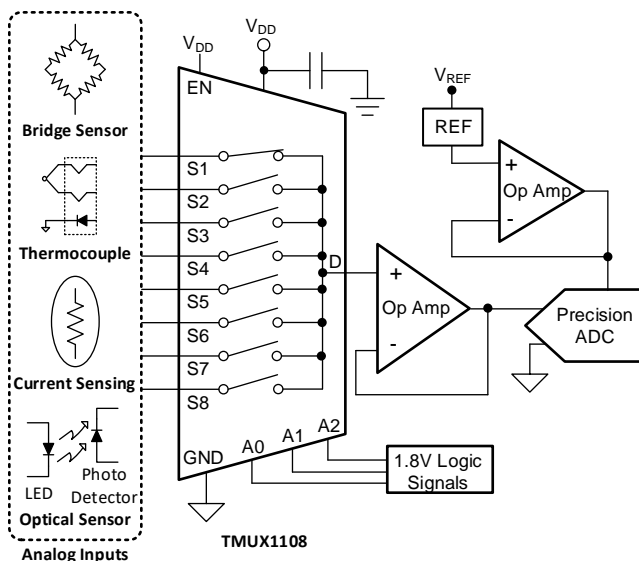 Bridge Sensor
Thermocouple
Current Sensing
LED
Photo
Detector
Optical Sensor
Analog Inputs
VDD
VDD
EN
S1
S2
S3
S4
S5
S6
S7
S8
D
GND
A0
A1
A2
TMUX1108
1.8V Logic
Signals
+
Op Amp
-
VREF
REF
+
Op Amp
-
Precision
ADC